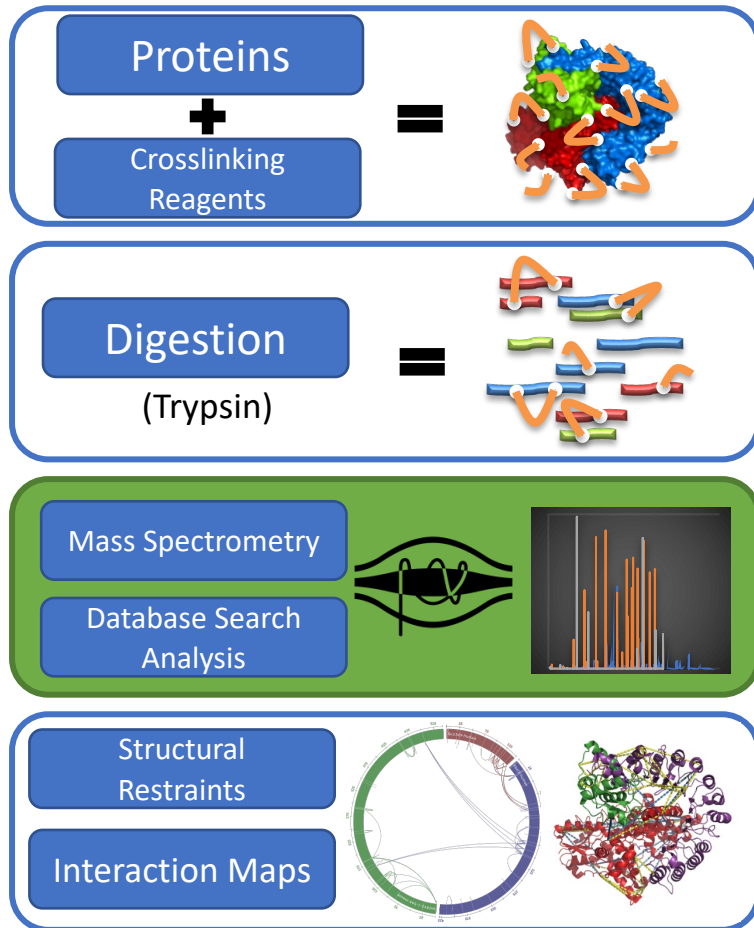 Proteins
Crosslinking
Reagents
Digestion
(Trypsin)
Mass Spectrometry
Database Search
Analysis
Structural
Restraints
Interaction Maps